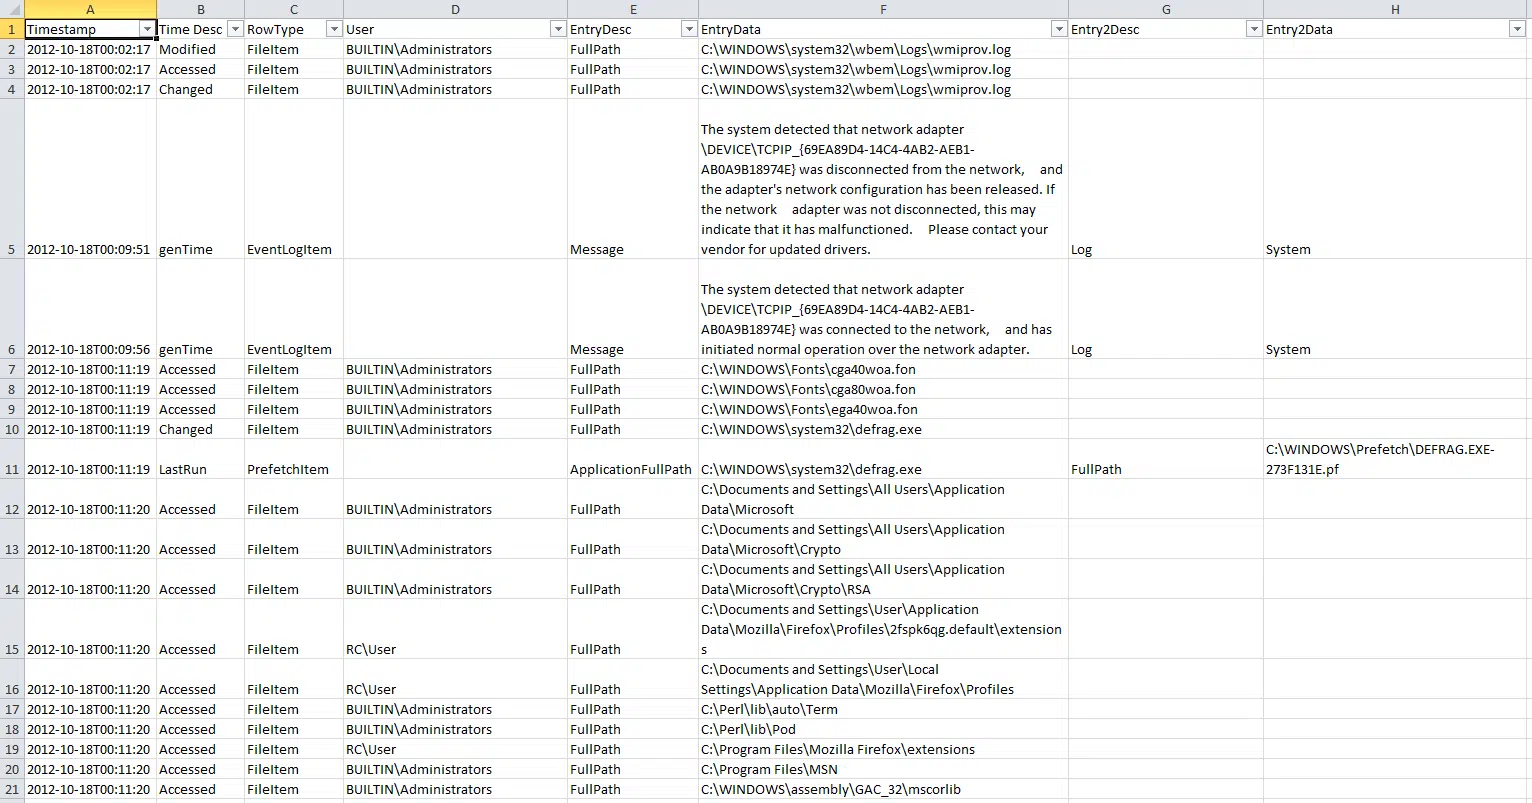 A B C D E F G H
1 Timestamp Time Desc RowType User EntryDesc EntryData Entry2Desc Entry2Data
2 2012-10-18T00:02:17 Modified FileItem BUILTIN\Administrators FullPath C:\WINDOWS\system32\wbem\Logs\wmiprov.log
3 2012-10-18T00:02:17 Accessed FileItem BUILTIN\Administrators FullPath C:\WINDOWS\system32\wbem\Logs\wmiprov.log
4 2012-10-18T00:02:17 Changed FileItem BUILTIN\Administrators FullPath C:\WINDOWS\system32\wbem\Logs\wmiprov.log
The system detected that network adapter
\DEVICE\TCPIP_{69EA89D4-14C4-4AB2-AEB1-
AB0A9B18974E} was disconnected from the network, and
the adapter's network configuration has been released. If
the network adapter was not disconnected, this may
indicate that it has malfunctioned. Please contact your
5 2012-10-18T00:09:51 genTime EventLogItem Message vendor for updated drivers. Log System
The system detected that network adapter
\DEVICE\TCPIP_{69EA89D4-14C4-4AB2-AEB1-
AB0A9B18974E} was connected to the network, and has
6 2012-10-18T00:09:56 genTime EventLogItem Message initiated normal operation over the network adapter. Log System
7 2012-10-18T00:11:19 Accessed FileItem BUILTIN\Administrators FullPath C:\WINDOWS\Fonts\cga40woa.fon
8 2012-10-18T00:11:19 Accessed FileItem BUILTIN\Administrators FullPath C:\WINDOWS\Fonts\cga80woa.fon
9 2012-10-18T00:11:19 Accessed FileItem BUILTIN\Administrators FullPath C:\WINDOWS\Fonts\ega40woa.fon
10 2012-10-18T00:11:19 Changed FileItem BUILTIN\Administrators FullPath C:\WINDOWS\system32\defrag.exe
C:\WINDOWS\Prefetch\DEFRAG.EXE-
11 2012-10-18T00:11:19 LastRun PrefetchItem ApplicationFullPath C:\WINDOWS\system32\defrag.exe FullPath 273F131E.pf
C:\Documents and Settings\All Users\Application
12 2012-10-18T00:11:20 Accessed FileItem BUILTIN\Administrators FullPath Data\Microsoft
C:\Documents and Settings\All Users\Application
13 2012-10-18T00:11:20 Accessed FileItem BUILTIN\Administrators FullPath Data\Microsoft\Crypto
C:\Documents and Settings\All Users\Application
14 2012-10-18T00:11:20 Accessed FileItem BUILTIN\Administrators FullPath Data\Microsoft\Crypto\RSA
C:\Documents and Settings\User\Application
Data\Mozilla\Firefox\Profiles\2fspk6qg.default\extension
15 2012-10-18T00:11:20 Accessed FileItem RC\User FullPath s
C:\Documents and Settings\User\Local
16 2012-10-18T00:11:20 Accessed FileItem RC\User FullPath Settings\Application Data\Mozilla\Firefox\Profiles
17 2012-10-18T00:11:20 Accessed FileItem BUILTIN\Administrators FullPath C:\Perl\lib\auto\Term
18 2012-10-18T00:11:20 Accessed FileItem BUILTIN\Administrators FullPath C:\Perl\lib\Pod
19 2012-10-18T00:11:20 Accessed FileItem RC\User FullPath C:\Program Files\Mozilla Firefox\extensions
20 2012-10-18T00:11:20 Accessed FileItem BUILTIN\Administrators FullPath C:\Program Files\MSN
21 2012-10-18T00:11:20 Accessed FileItem BUILTIN\Administrators FullPath C:\WINDOWS\assembly\GAC_32\mscorlib